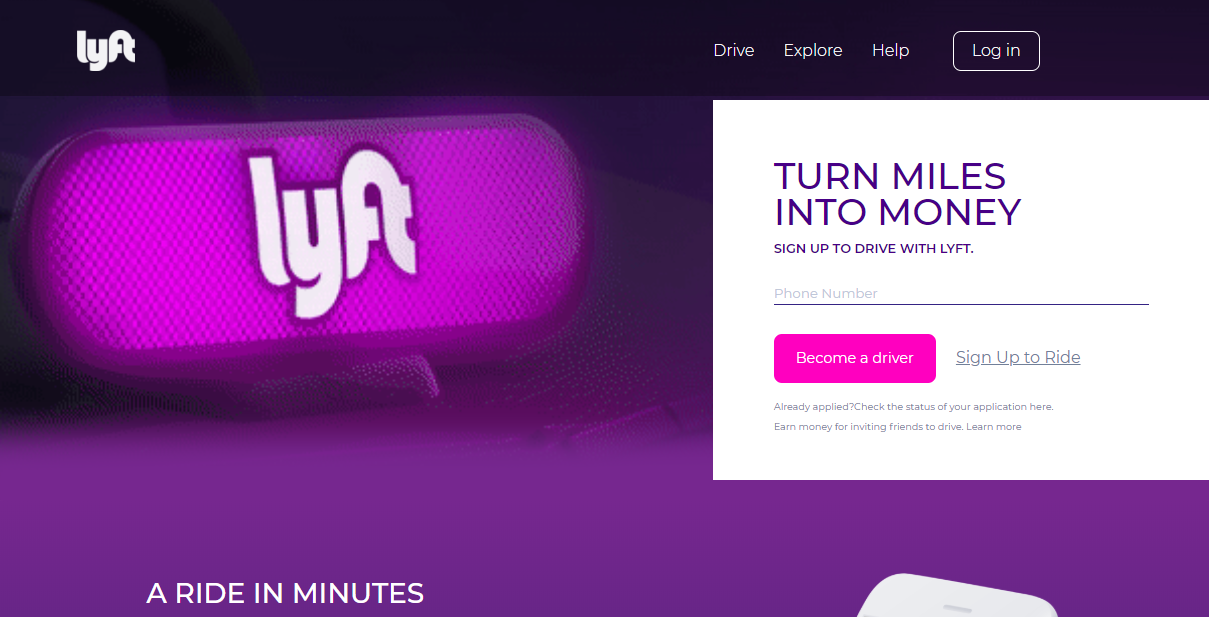 lyft
Drive Explore Help Log in
lyft
TURN MILES
INTO MONEY
SIGN UP TO DRIVE WITH LYFT.
Phone Number
Become a driver Sign Up to Ride
Already applied?Check the status of your application here.
Earn money for inviting friends to drive. Learn more
A RIDE IN MINUTES